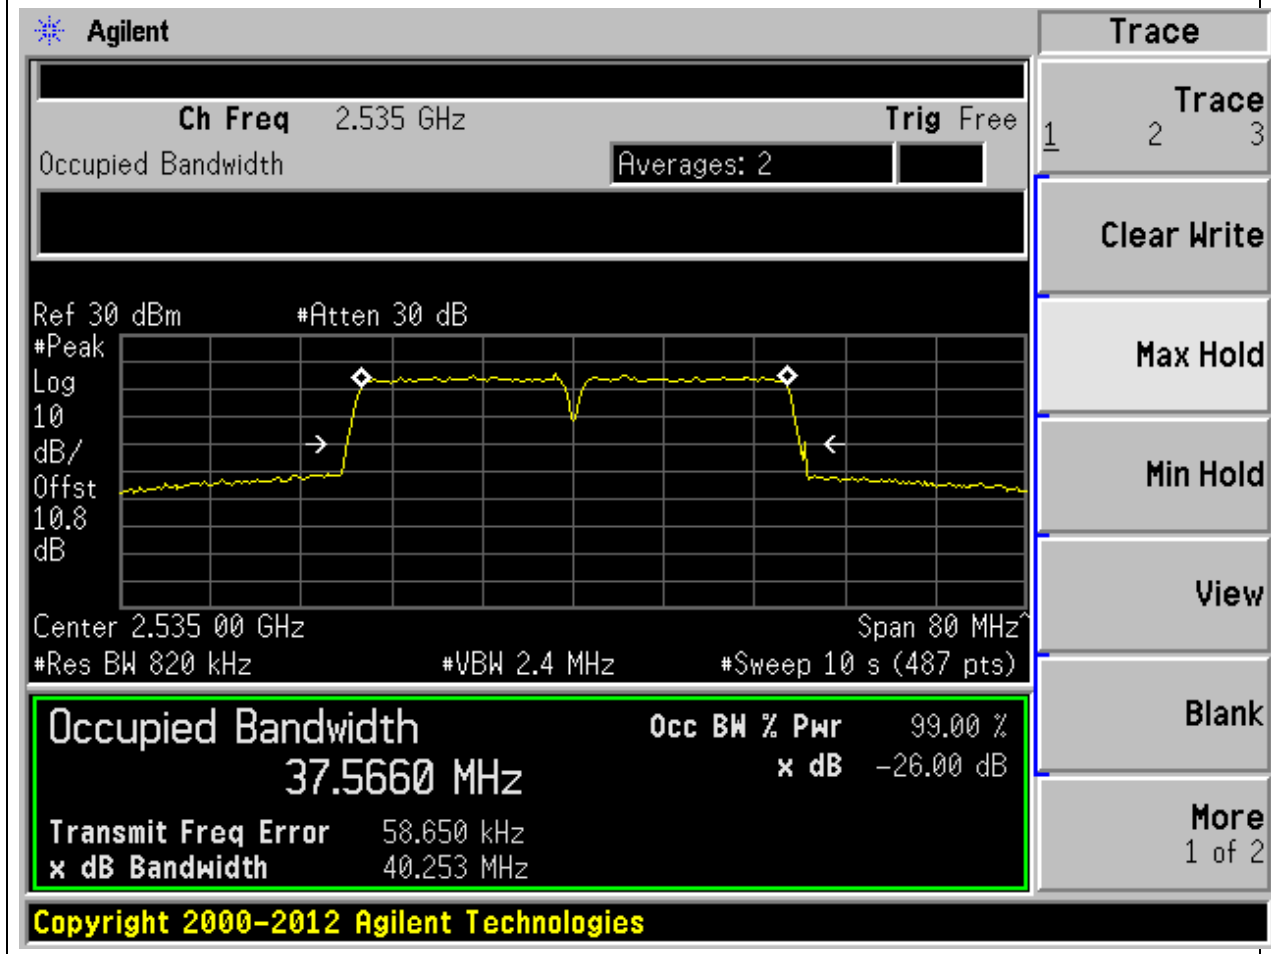 Agilent
Trace
Ch Freq 2.535 GHz Trig Free
Occupied Bandwidth Averages: 2
Trace
1 2 3
Clear Write
Max Hold
Min Hold
View
Blank
More
1 of 2
Ref 30 dBm #Atten 30 dB
#Peak
Log
10
dB/
Offst
10.8
dB
Center 2.535 00 GHz Span 80 MHz^
#Res BW 820 kHz #VBW 2.4 MHz #Sweep 10 s (487 pts)
Occupied Bandwidth Occ BW % Pwr 99.00 %
37.5660 MHz x dB -26.00 dB
Transmit Freq Error 58.650 kHz
x dB Bandwidth 40.253 MHz
Copyright 2000-2012 Agilent Technologies